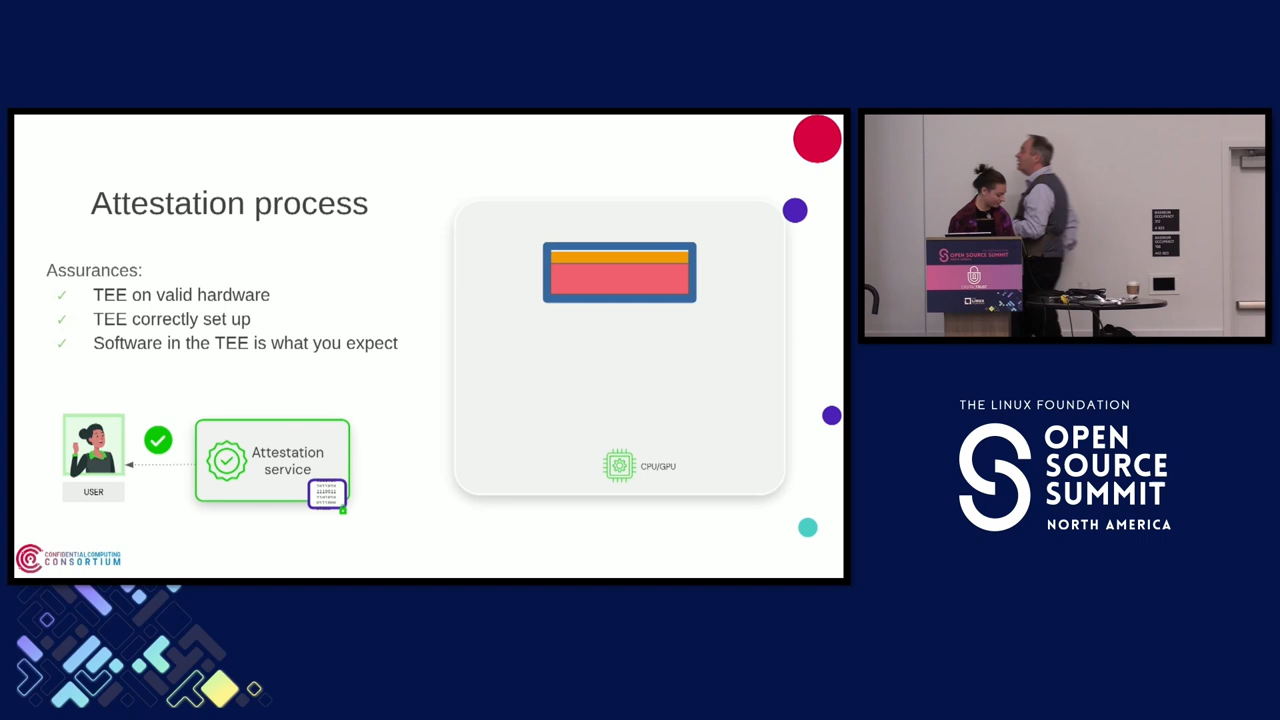 Attestation process
Assurances:
✓ TEE on valid hardware
✓ TEE correctly set up
✓ Software in the TEE is what you expect
USER
Attestation
service
CPU/GPU
CONFIDENTIAL COMPUTING
CONSORTIUM
OPEN SOURCE SUMMIT
LINUX
THE LINUX FOUNDATION
OPEN
SOURCE
SUMMIT
NORTH AMERICA